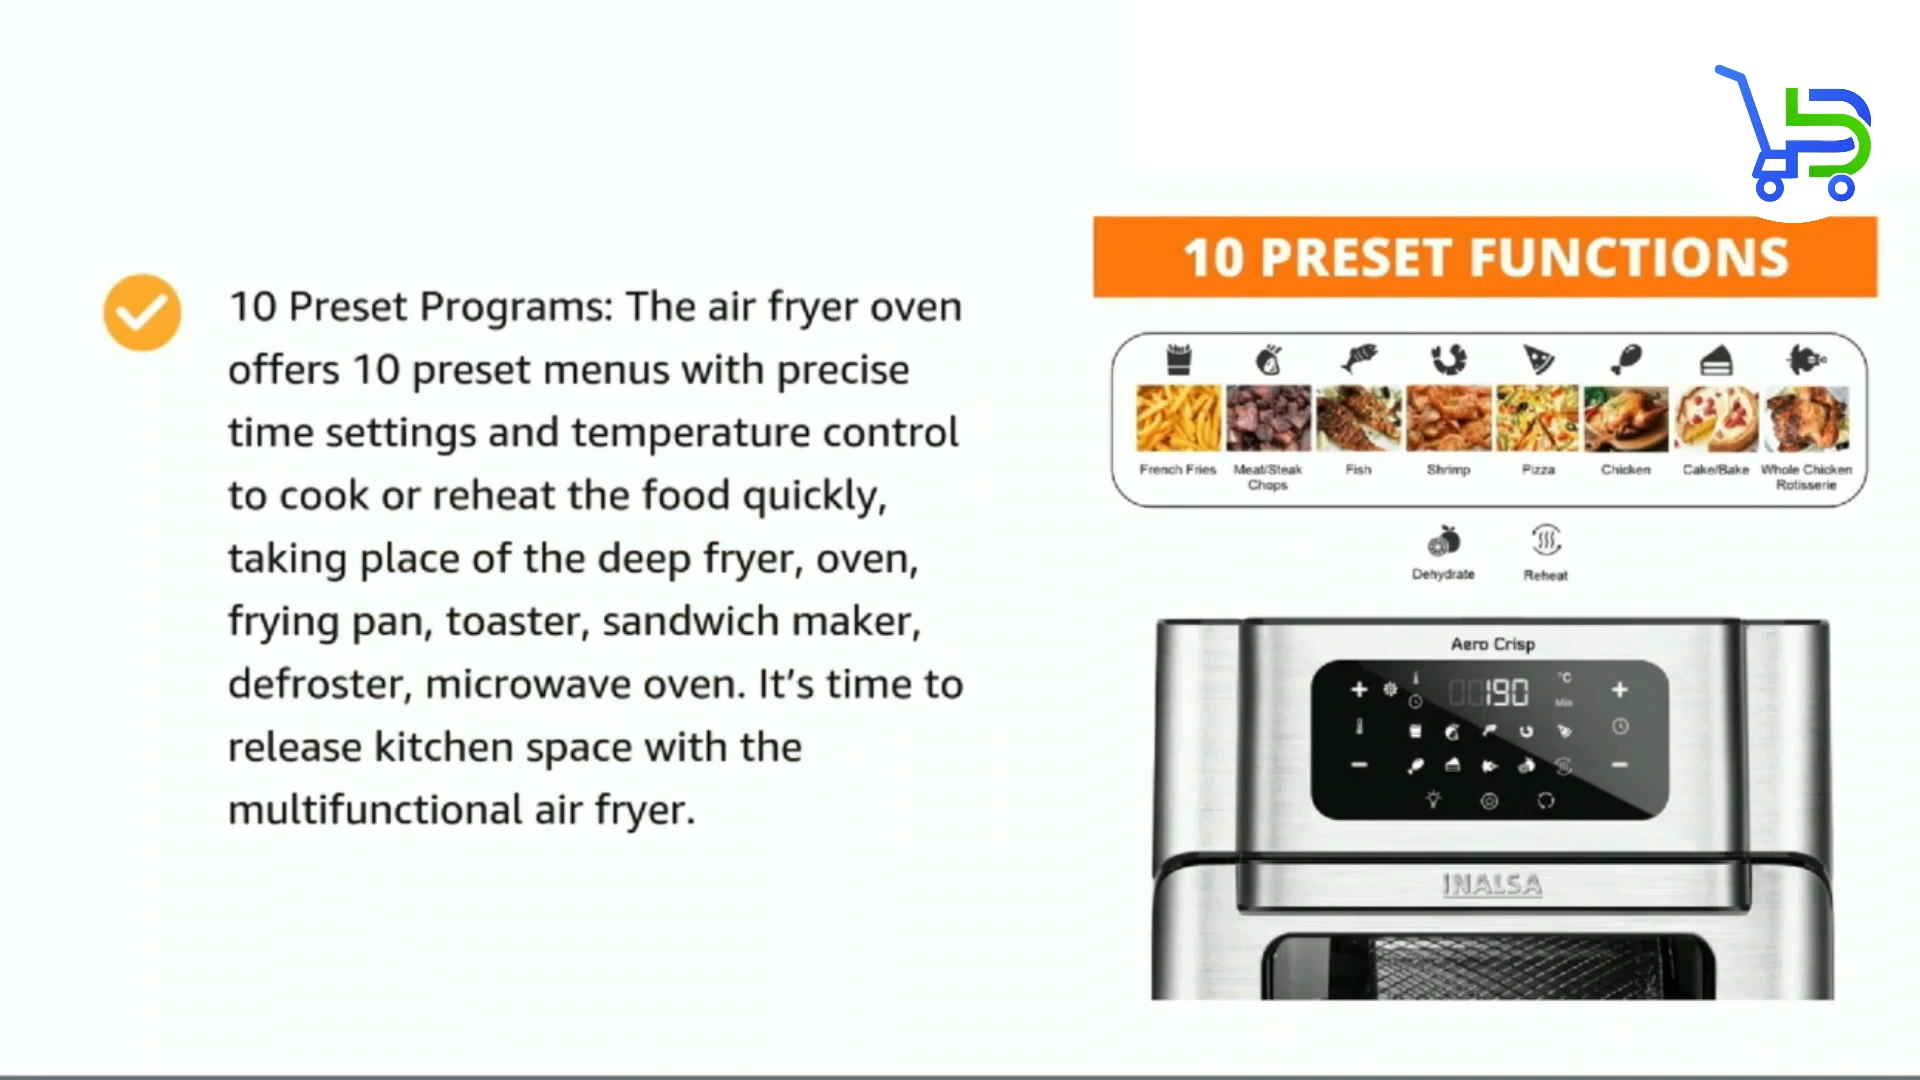 10 Preset Programs: The air fryer oven
offers 10 preset menus with precise
time settings and temperature control
to cook or reheat the food quickly,
taking place of the deep fryer, oven,
frying pan, toaster, sandwich maker,
defroster, microwave oven. It’s time to
release kitchen space with the
multifunctional air fryer.
10 PRESET FUNCTIONS
French Fries
Meat/Steak
Chops
Fish
Shrimp
Pizza
Chicken
Cake/Bake
Whole Chicken
Rotisserie
Dehydrate
Reheat
Aero Crisp
190
°C
Min
INALSA